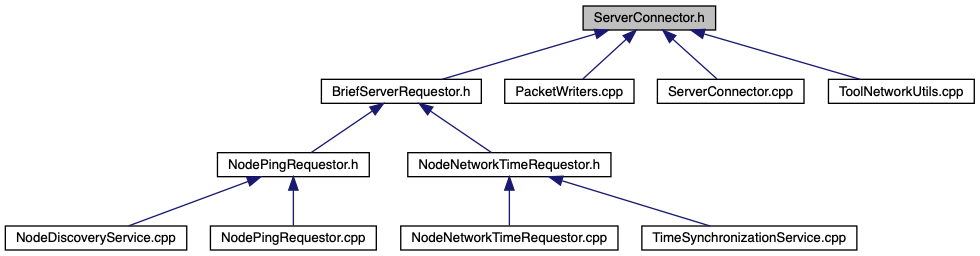 ServerConnector.h
BriefServerRequestor.h
PacketWriters.cpp
ServerConnector.cpp
ToolNetworkUtils.cpp
NodePingRequestor.h
NodeNetworkTimeRequestor.h
NodeDiscoveryService.cpp
NodePingRequestor.cpp
NodeNetworkTimeRequestor.cpp
TimeSynchronizationService.cpp